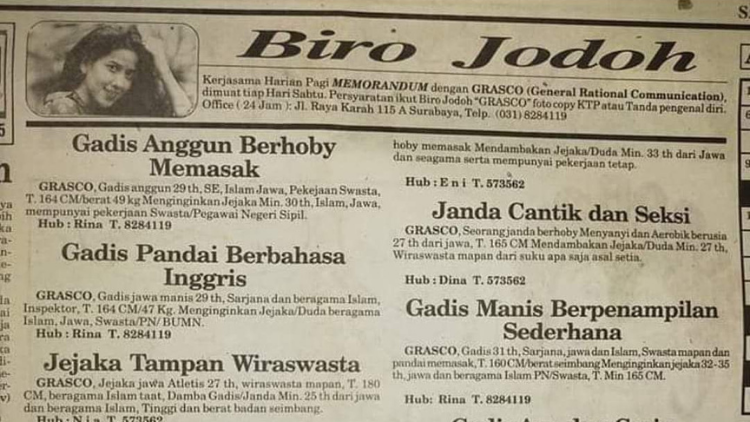 Biro Jodoh
Kerjasama Harian Pagi MEMORANDUM dengan GRASCO (General Rational Communication),
dimuat tiap Hari Sabtu. Persyaratan ikut Biro Jodoh "GRASCO" foto copy KTP atau Tanda pengenal diri.
Office ( 24 Jam ): Jl. Raya Karah 115 A Surabaya, Telp. (031) 8284119
Gadis Anggun Berhoby
Memasak
GRASCO, Gadis anggun 29 th, SE, Islam Jawa, Pekejaan Swasta,
T. 164 CM/berat 49 kg Menginginkan Jejaka Min. 30 th, Islam, Jawa,
mempunyai pekerjaan Swasta/Pegawai Negeri Sipil.
Hub : Rina T. 8284119
Gadis Pandai Berbahasa
Inggris
GRASCO, Gadis jawa manis 29 th, Sarjana dan beragama Islam,
Inspektor, T. 164 CM/47 Kg. Menginginkan Jejaka/Duda beragama
Islam, Jawa, Swasta/PN/ BUMN.
Hub : Rina T. 8284119
Jejaka Tampan Wiraswasta
GRASCO, Jejaka jawa Atletis 27 th, wiraswasta mapan, T. 180
CM, beragama Islam taat, Damba Gadis/Janda Min. 25 th dari jawa
dan beragama Islam, Tinggi dan berat badan seimbang.
Hub : Nia T. 573562
hoby memasak Mendambakan Jejaka/Duda Min. 33 th dari Jawa
dan seagama serta mempunyai pekerjaan tetap.
Hub : E n i T. 573562
Janda Cantik dan Seksi
GRASCO, Seorang janda berhoby Menyanyi dan Aerobik berusia
27 th dari jawa, T. 165 CM Mendambakan Jejaka/Duda Min. 27 th,
Wiraswasta mapan dari suku apa saja asal setia.
Hub : Dina T. 573562
Gadis Manis Berpenampilan
Sederhana
GRASCO, Gadis 31 th, Sarjana, jawa dan Islam, Swasta mapan dan
pandai memasak, T. 160 CM/berat seimbang Menginginkan jejaka 32-35
th, jawa dan beragama Islam PN/Swasta, T. Min 165 CM.
Hub: Rina T. 8284119